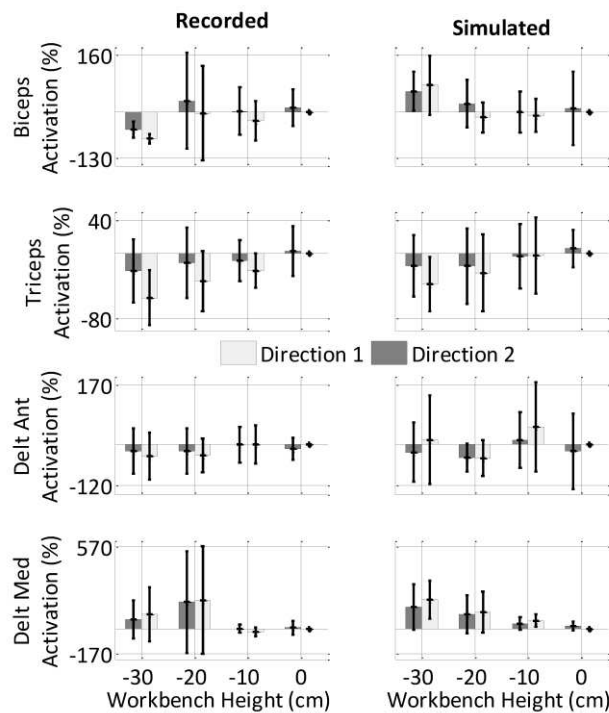 Recorded
Simulated
Biceps
Activation (%)
160
-130
Triceps
Activation (%)
40
-80
Direction 1
Direction 2
Delt Ant
Activation (%)
170
-120
Delt Med
Activation (%)
570
-170
-30 -20 -10 0
-30 -20 -10 0
Workbench Height (cm)
Workbench Height (cm)